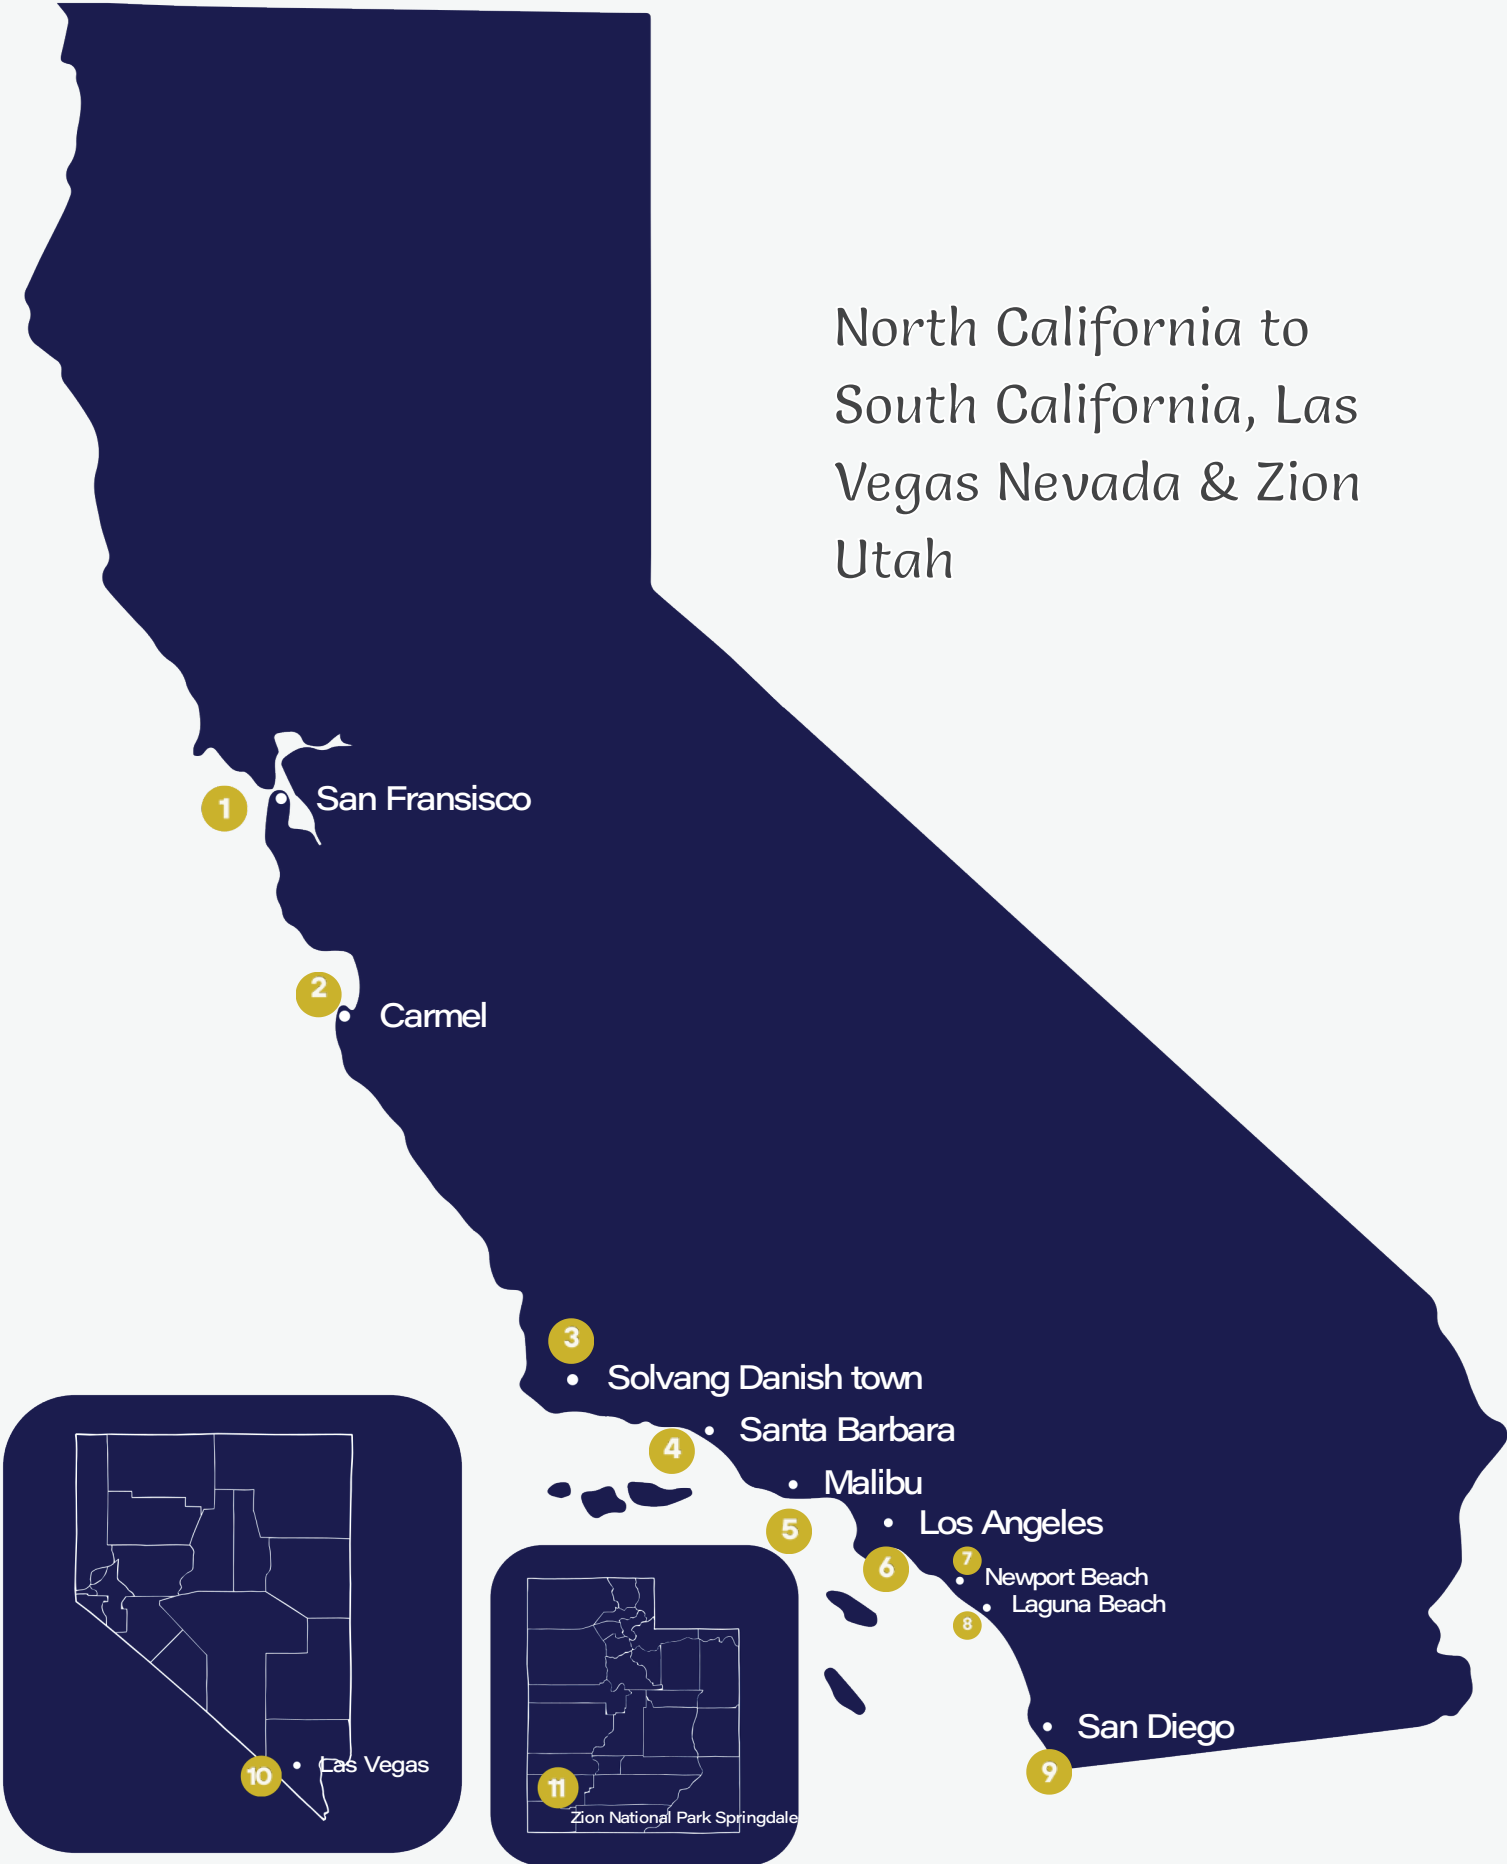 North California to
South California, Las
Vegas Nevada & Zion
Utah
1
San Fransisco
2
Carmel
3
Solvang Danish town
Santa Barbara
4
Malibu
5
Los Angeles
6
7
Newport Beach
Laguna Beach
8
San Diego
9
Las Vegas
10
11
Zion National Park Springdale